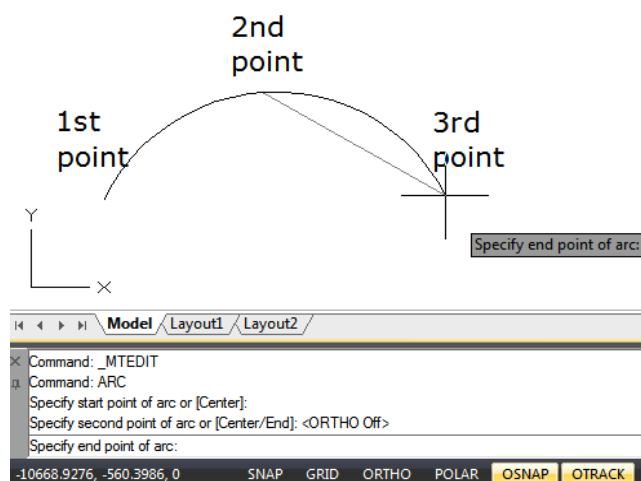 2nd
point
1st
point
3rd
point
Y
X
Specify end point of arc:
Model Layout1 Layout2
Command: _MTEDIT
Command: ARC
Specify start point of arc or [Center]:
Specify second point of arc or [Center/End]: <ORTHO Off>
Specify end point of arc:
-10668.9276, -560.3986, 0 SNAP GRID ORTHO POLAR OSNAP OTRACK